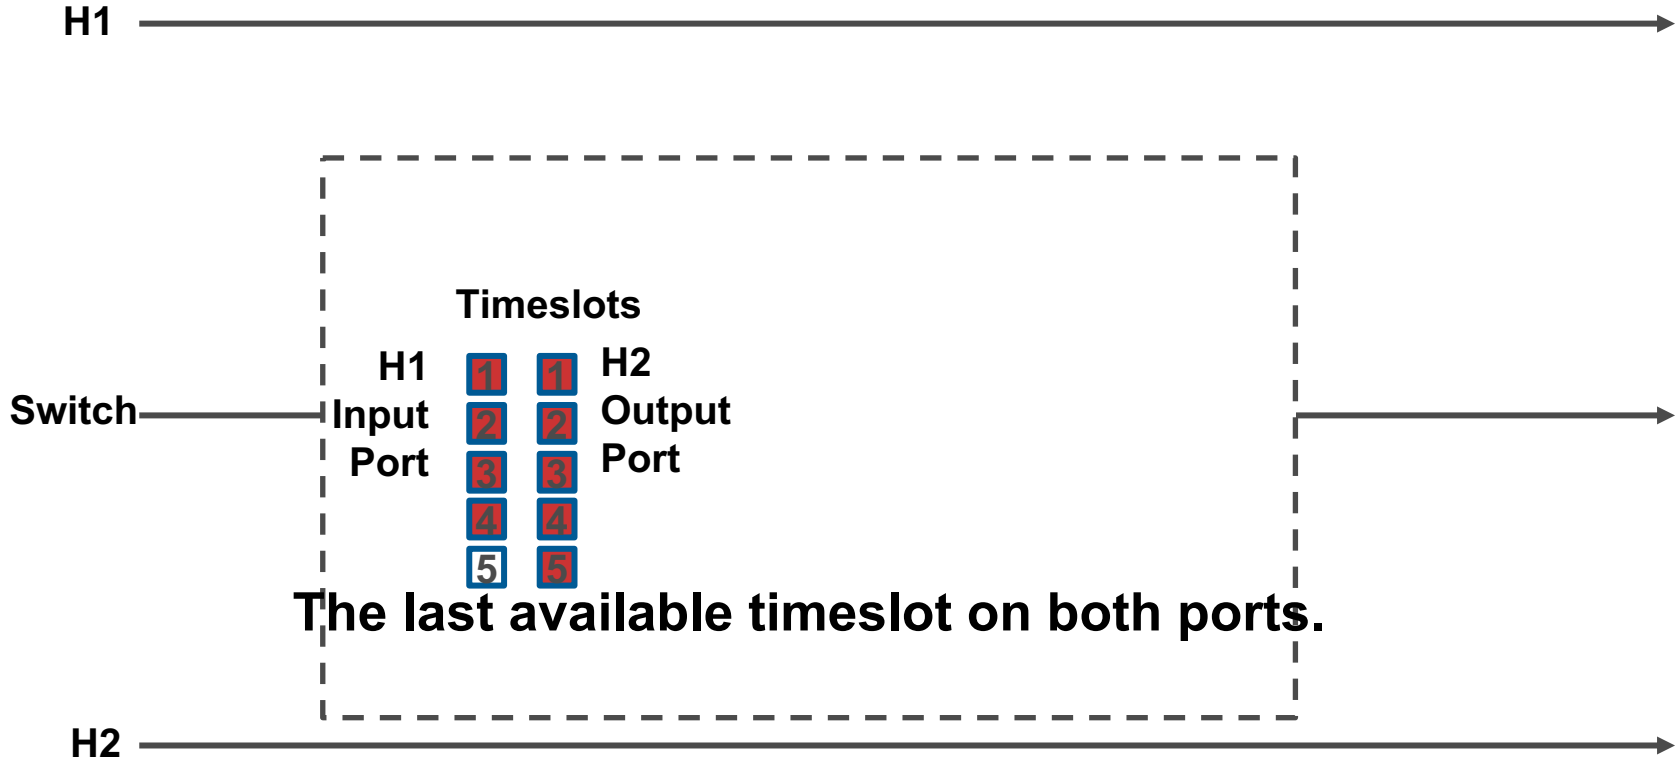 H1
Timeslots
H1
Input
Port
1
2
3
4
5
1
2
3
4
5
H2
Output
Port
Switch
The last available timeslot on both ports.
H2